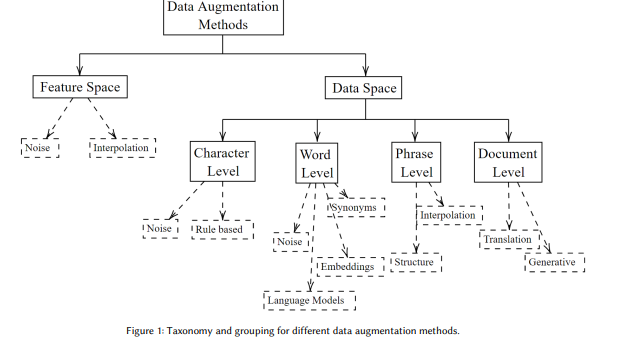 Data Augmentation
Methods
Feature Space
Data Space
Noise
Interpolation
Character
Level
Word
Level
Phrase
Level
Document
Level
Noise
Rule based
Noise
Synonyms
Embeddings
Language Models
Interpolation
Structure
Translation
Generative
Figure 1: Taxonomy and grouping for different data augmentation methods.